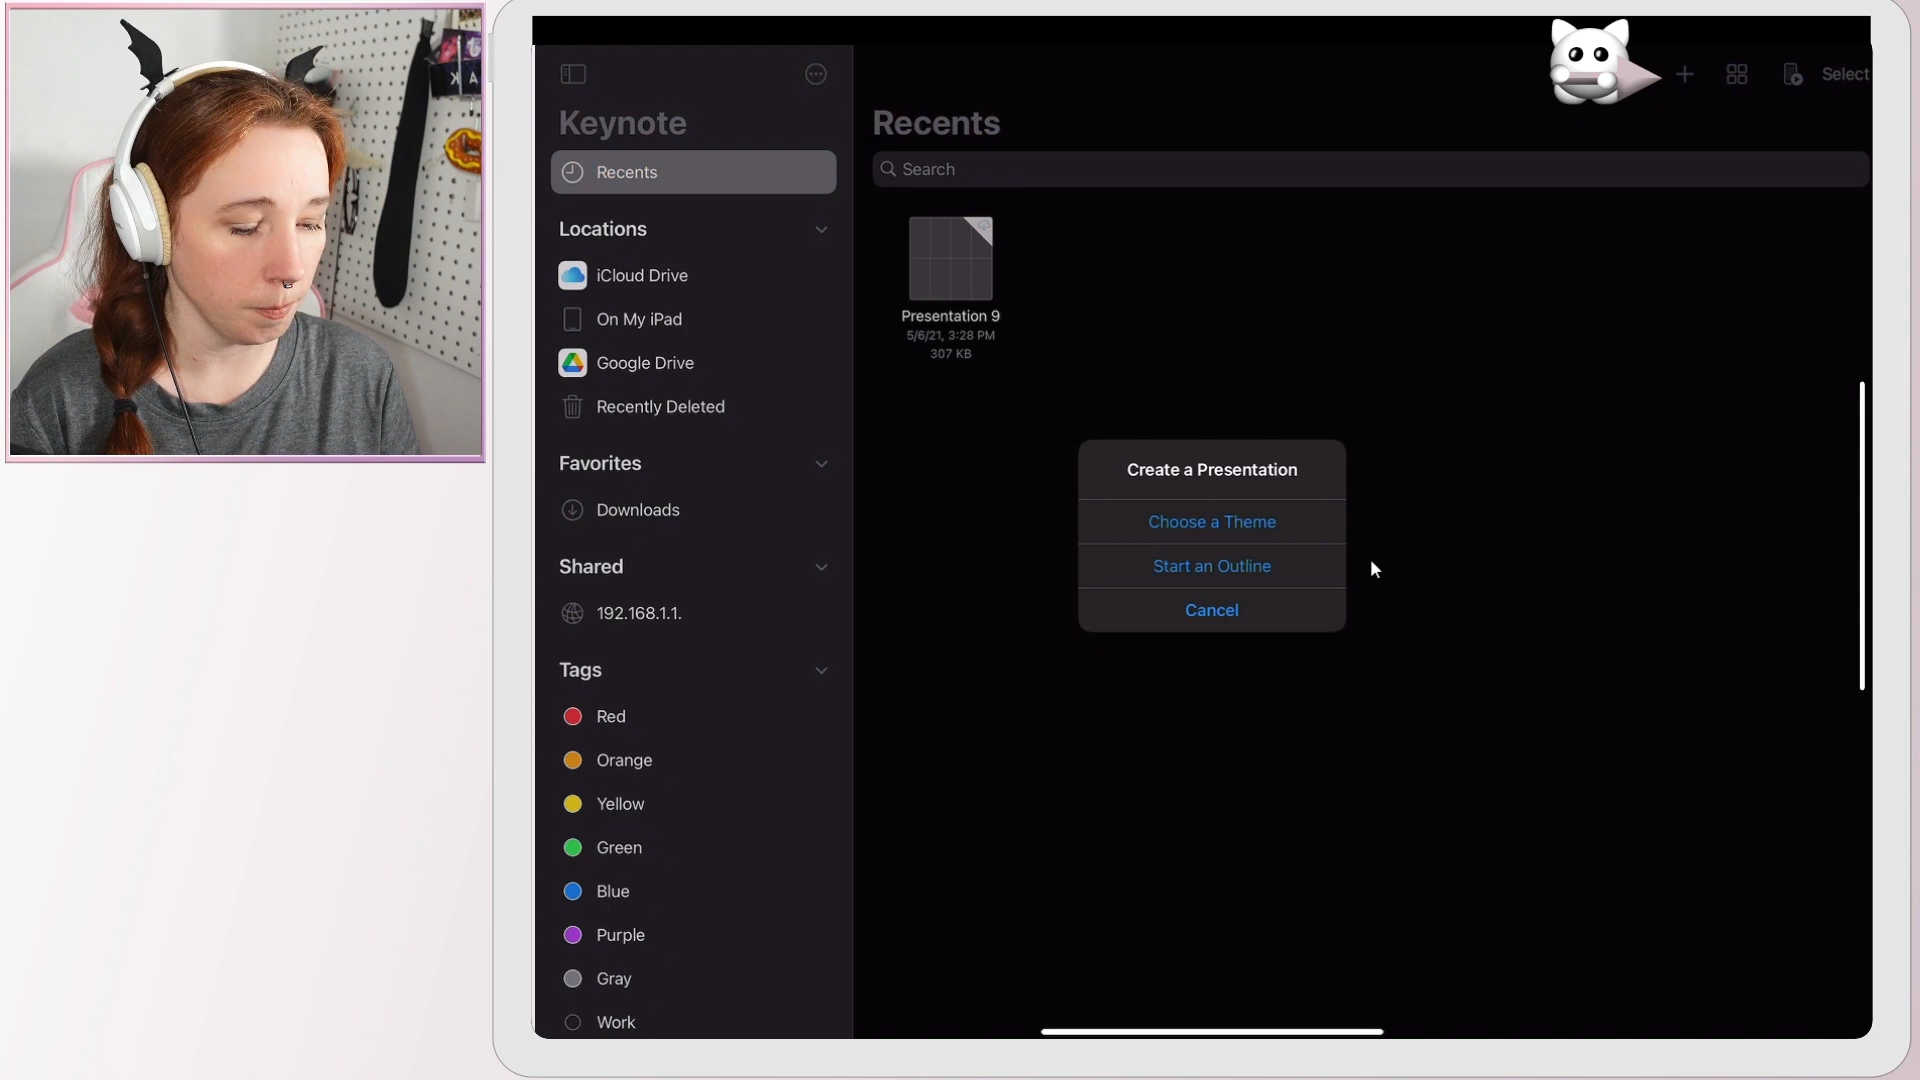 Select
Keynote
Recents
Recents
Search
Locations
iCloud Drive
On My iPad
Google Drive
Recently Deleted
Presentation 9
5/6/21, 3:28 PM
307 KB
Favorites
Downloads
Create a Presentation
Choose a Theme
Start an Outline
Cancel
Shared
192.168.1.1.
Tags
Red
Orange
Yellow
Green
Blue
Purple
Gray
Work